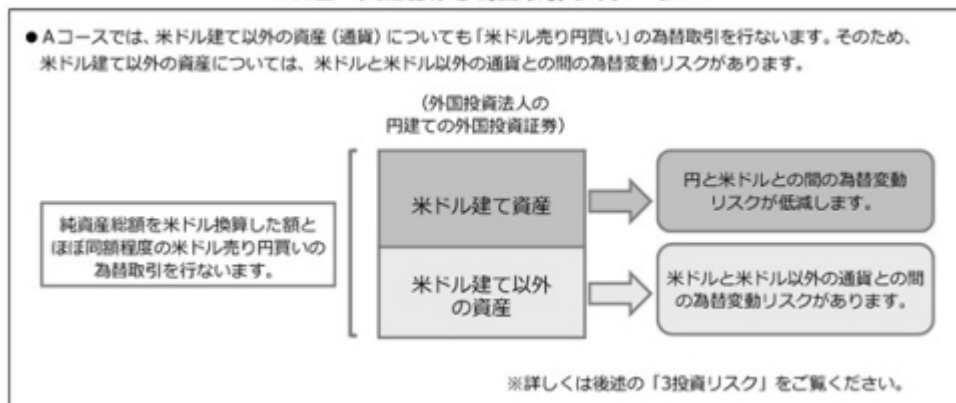 ●Aコースでは、米ドル建て以外の資産（通貨）についても「米ドル売り円買い」の為替取引を行ないます。そのため、
米ドル建て以外の資産については、米ドルと米ドル以外の通貨との間の為替変動リスクがあります。
（外国投資法人の
円建ての外国投資証券）
純資産総額を米ドル換算した額と
ほぼ同額程度の米ドル売り円買いの
為替取引を行ないます。
米ドル建て資産
円と米ドルとの間の為替変動
リスクが低減します。
米ドル建て以外
の資産
米ドルと米ドル以外の通貨との間
の為替変動リスクがあります。
※詳しくは後述の「3投資リスク」をご覧ください。